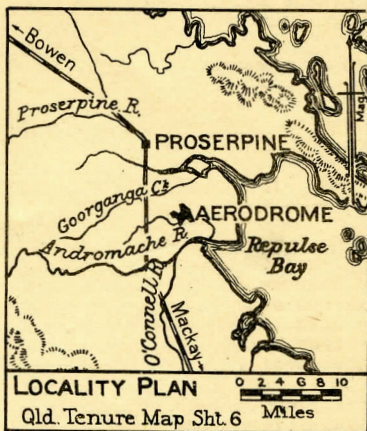 Bowen
Proserpine R.
Mag.
PROSERPINE
Goorganga Ck.
AERODROME
Andromache R.
Repulse
Bay
O'Connell R.
Mackay
LOCALITY PLAN
0 2 4 6 8 10
Qld. Tenure Map Sht. 6
Miles